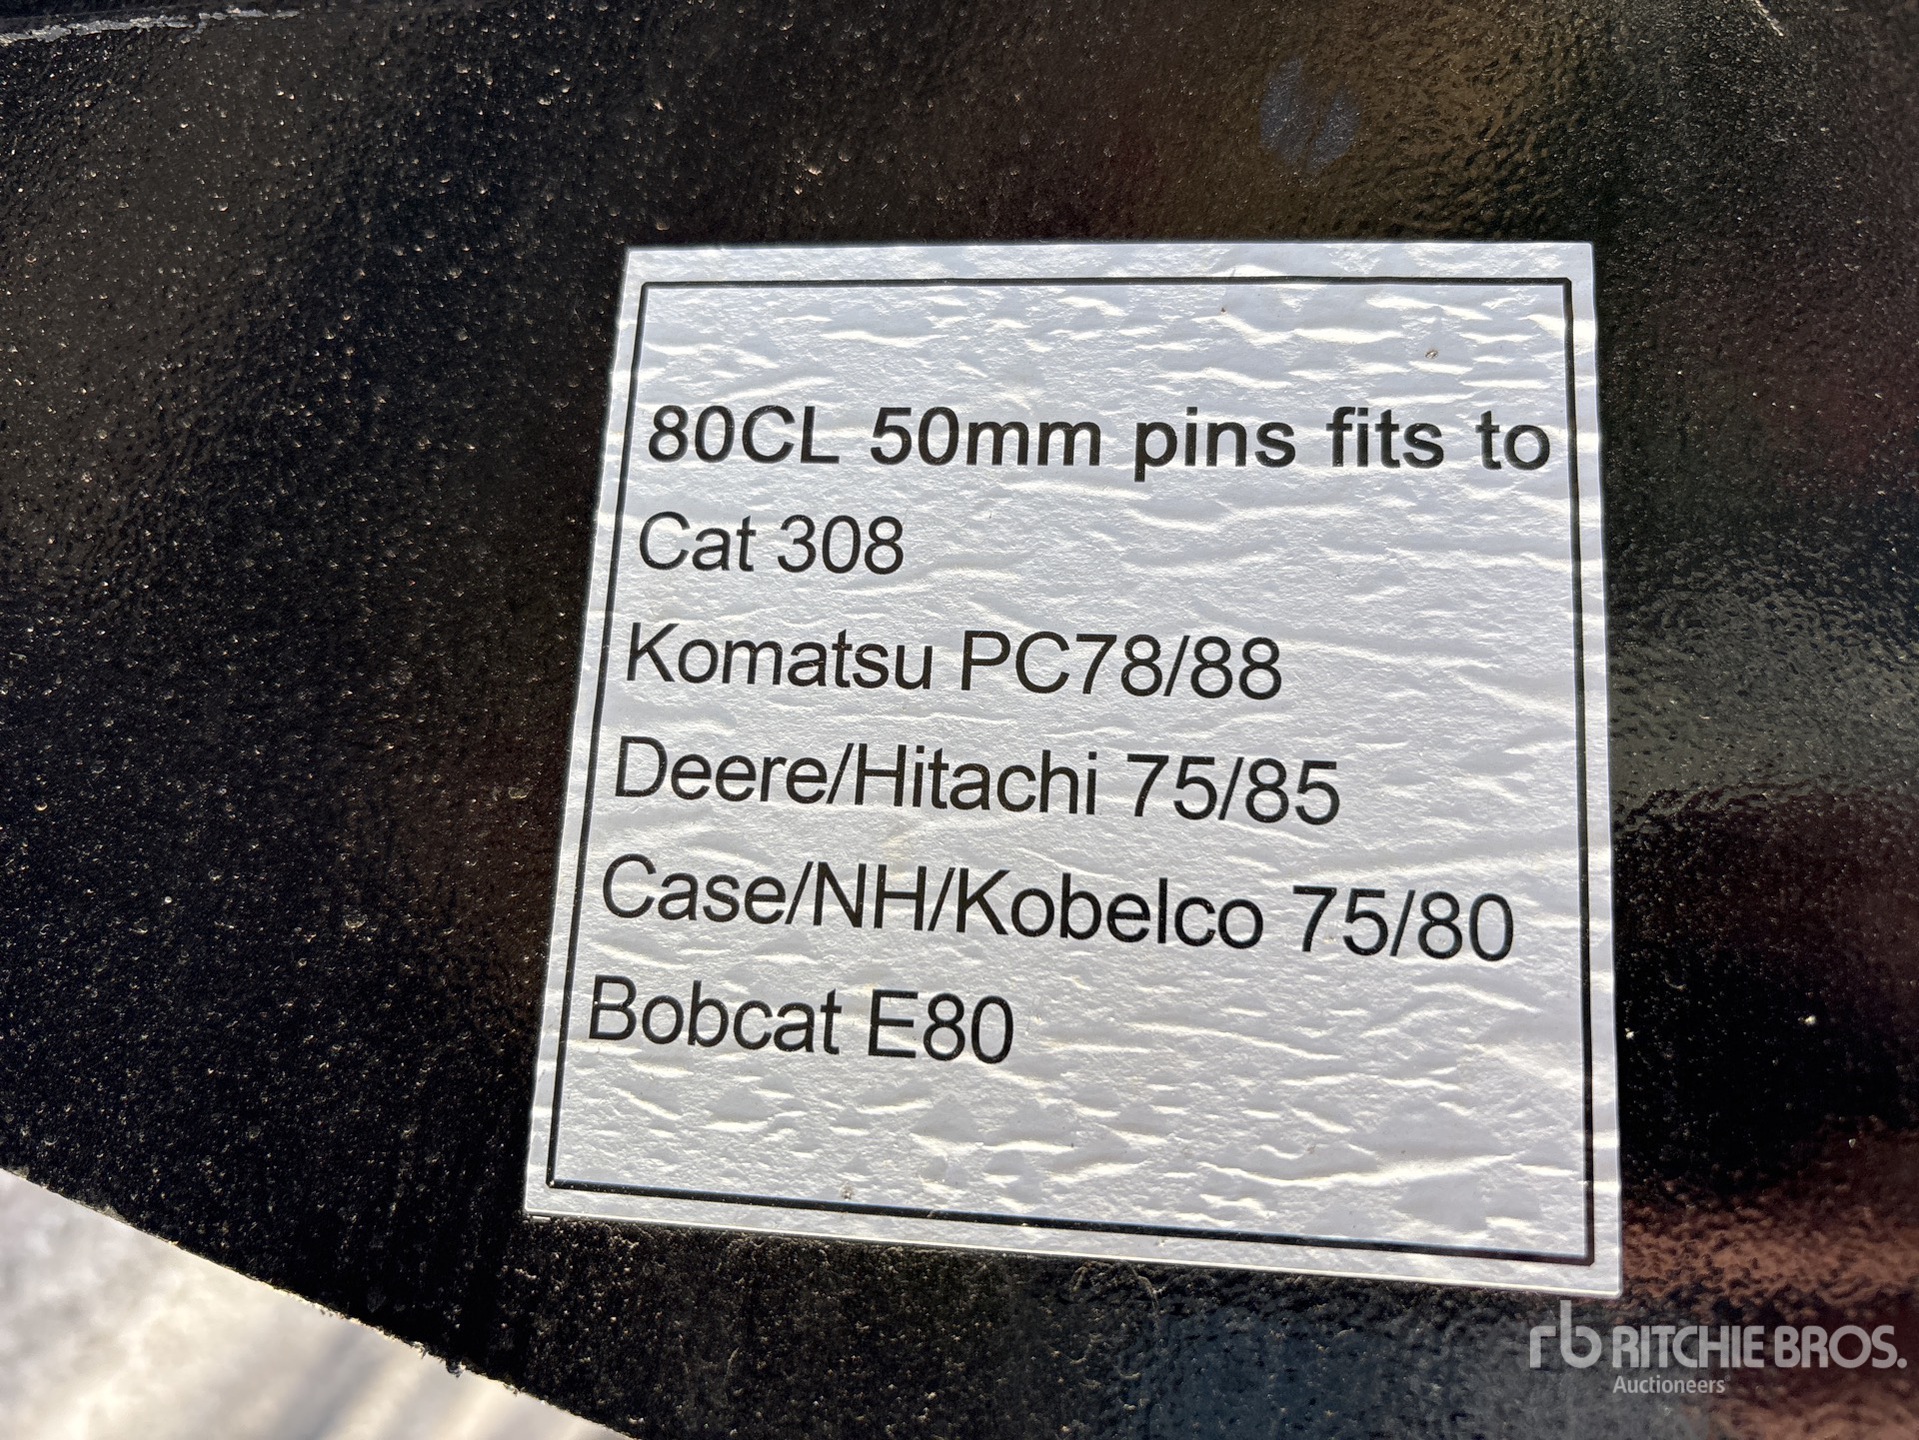 80CL 50mm pins fits to
Cat 308
Komatsu PC78/88
Deere/Hitachi 75/85
Case/NH/Kobelco 75/80
Bobcat E80
rb RITCHIE BROS.
Auctioneers